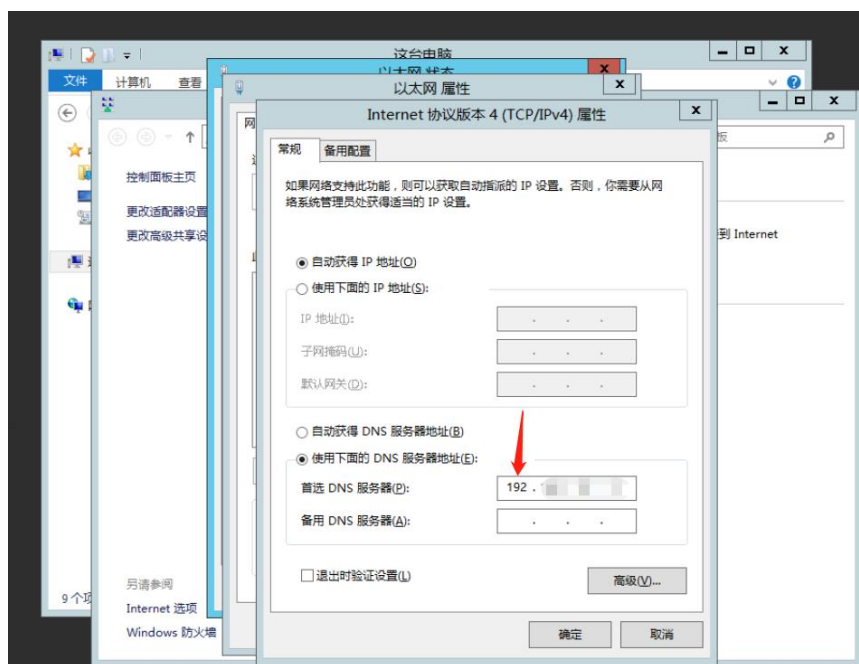 这台电脑
以太网 状态
以太网 属性
Internet 协议版本 4 (TCP/IPv4) 属性
文件
计算机
查看
常规
备用配置
控制面板主页
更改适配器设置
更改高级共享设
如果网络支持此功能，则可以获取自动指派的 IP 设置。否则，你需要从网
络系统管理员处获得适当的 IP 设置。
自动获得 IP 地址(O)
使用下面的 IP 地址(S):
IP 地址(I):
子网掩码(U):
默认网关(D):
自动获得 DNS 服务器地址(B)
使用下面的 DNS 服务器地址(E):
首选 DNS 服务器(P):
192 .
备用 DNS 服务器(A):
退出时验证设置(L)
高级(V)...
确定
取消
到 Internet
另请参阅
Internet 选项
Windows 防火墙
9 个项